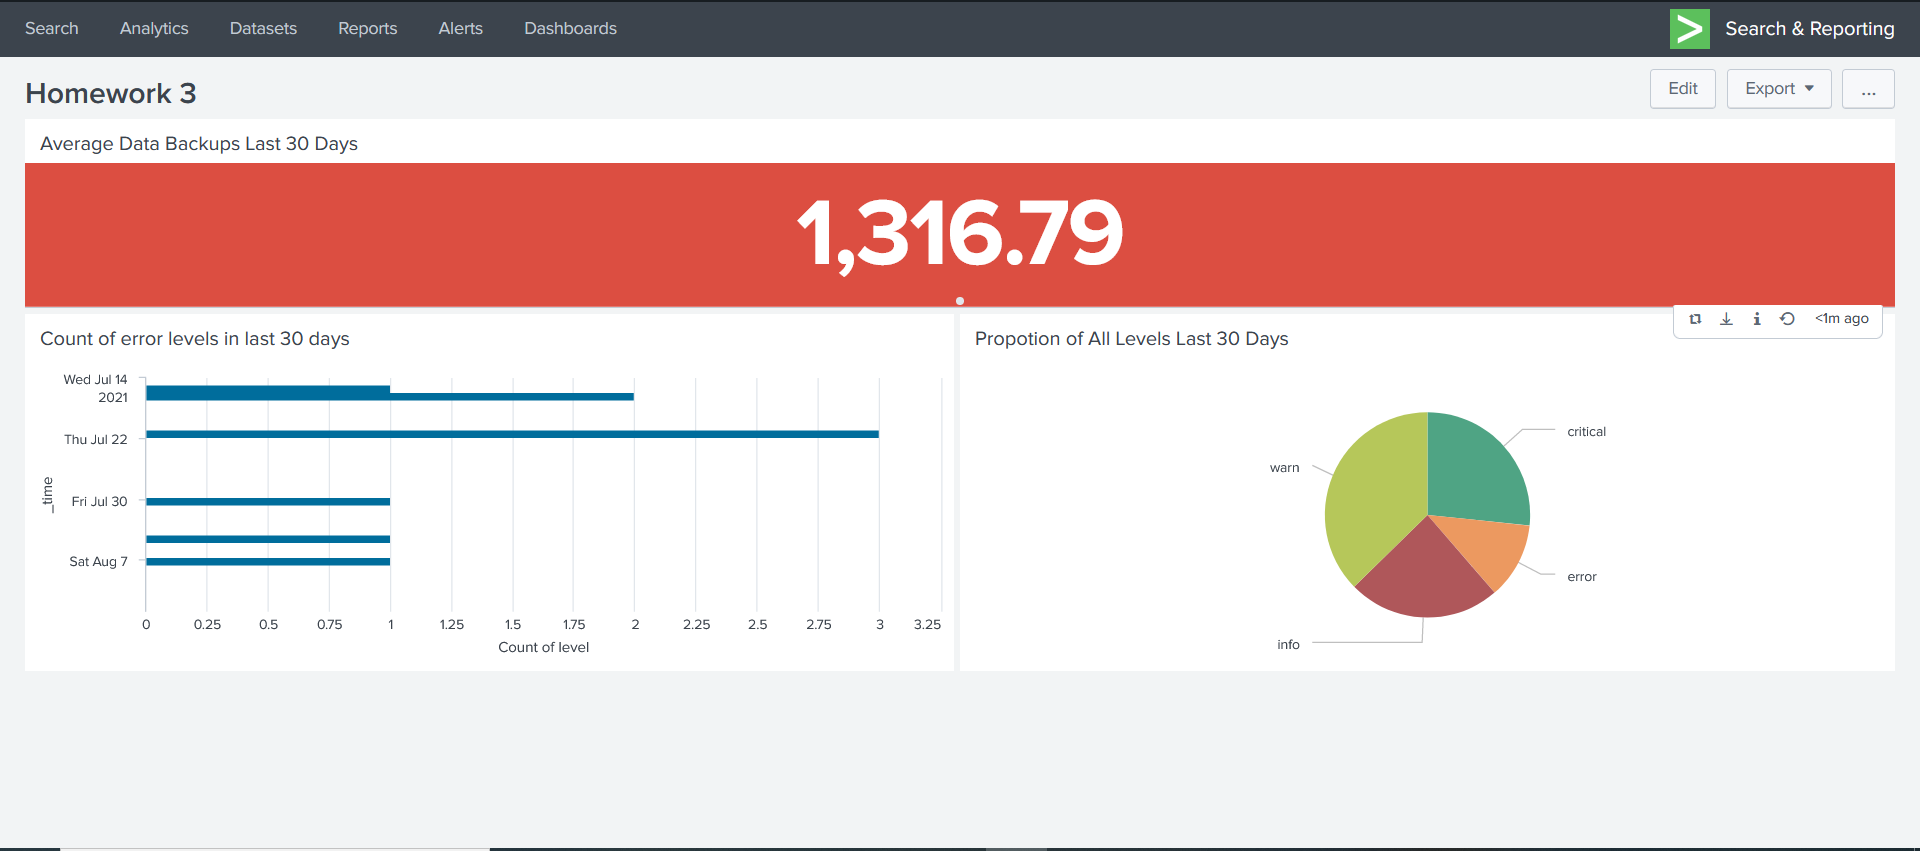 Search Analytics Datasets Reports Alerts Dashboards > Search & Reporting
Homework 3
Edit Export ...
Average Data Backups Last 30 Days
1,316.79
<1m ago
Count of error levels in last 30 days
Wed Jul 14
2021
Thu Jul 22
Fri Jul 30
Sat Aug 7
_time
0 0.25 0.5 0.75 1 1.25 1.5 1.75 2 2.25 2.5 2.75 3 3.25
Count of level
Propotion of All Levels Last 30 Days
critical
warn
error
info